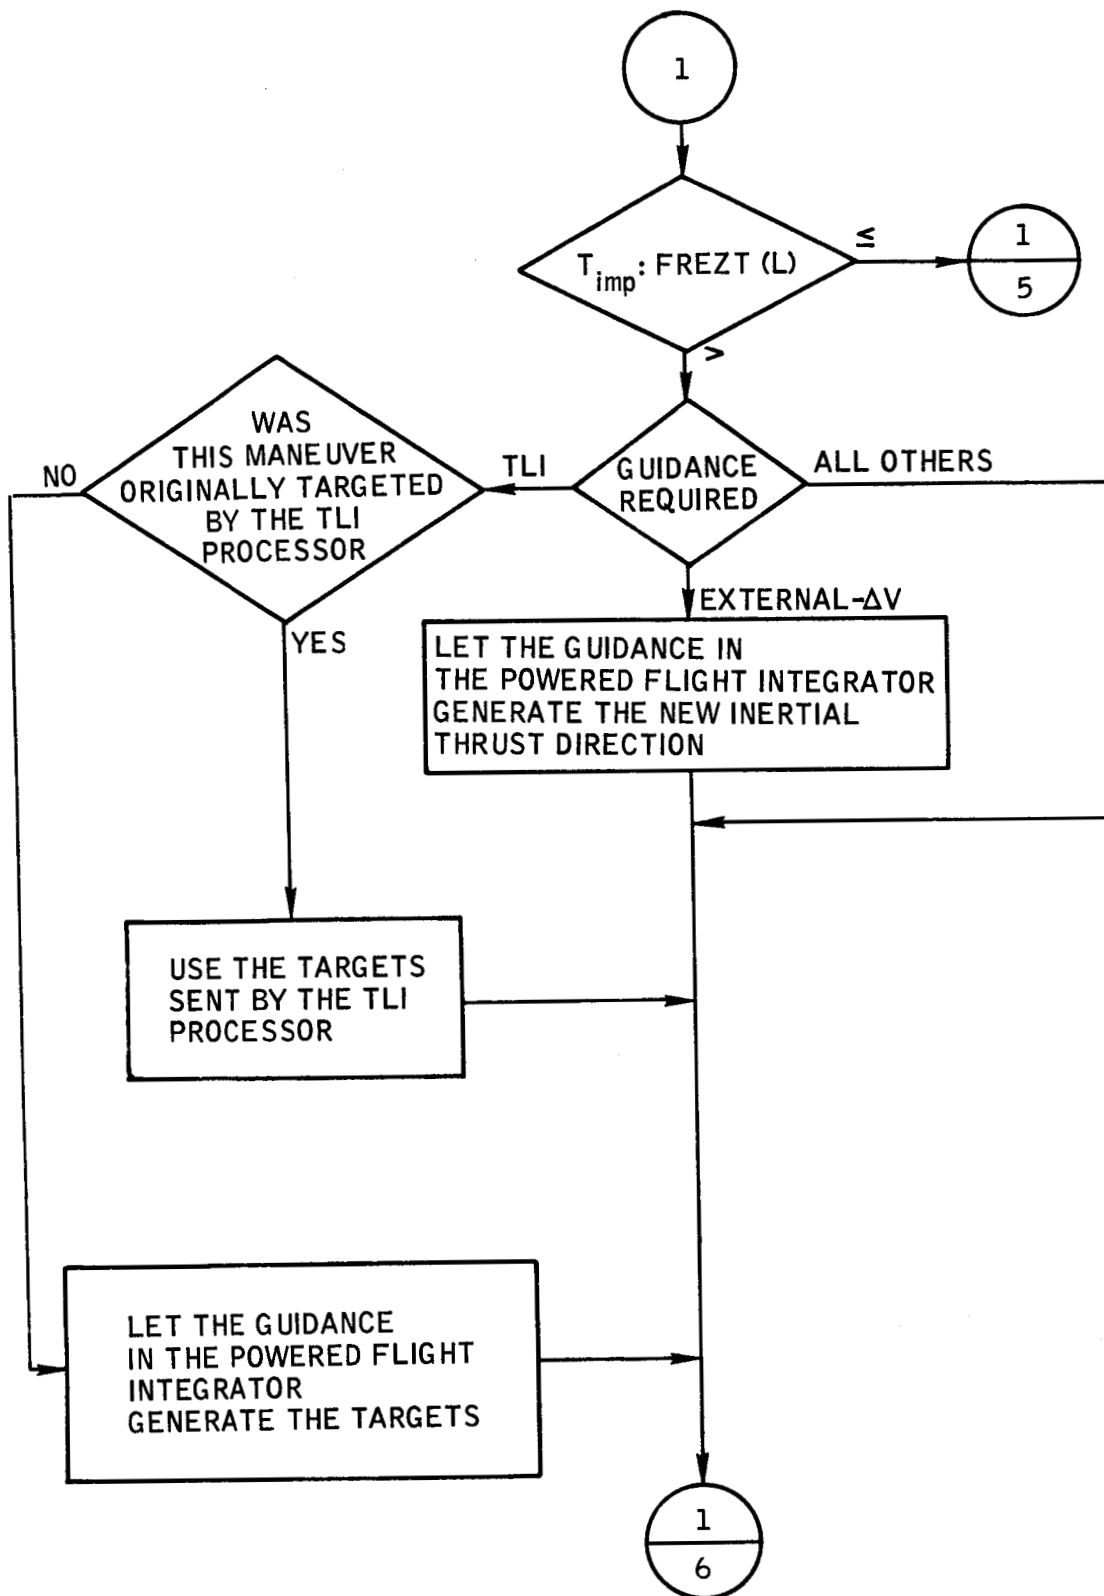 1
T_imp: FREZT (L)
≤
1
5
>
GUIDANCE
REQUIRED
TLI
ALL OTHERS
WAS
THIS MANEUVER
ORIGINALLY TARGETED
BY THE TLI
PROCESSOR
NO
YES
EXTERNAL-ΔV
LET THE GUIDANCE IN
THE POWERED FLIGHT INTEGRATOR
GENERATE THE NEW INERTIAL
THRUST DIRECTION
USE THE TARGETS
SENT BY THE TLI
PROCESSOR
LET THE GUIDANCE
IN THE POWERED FLIGHT
INTEGRATOR
GENERATE THE TARGETS
1
6